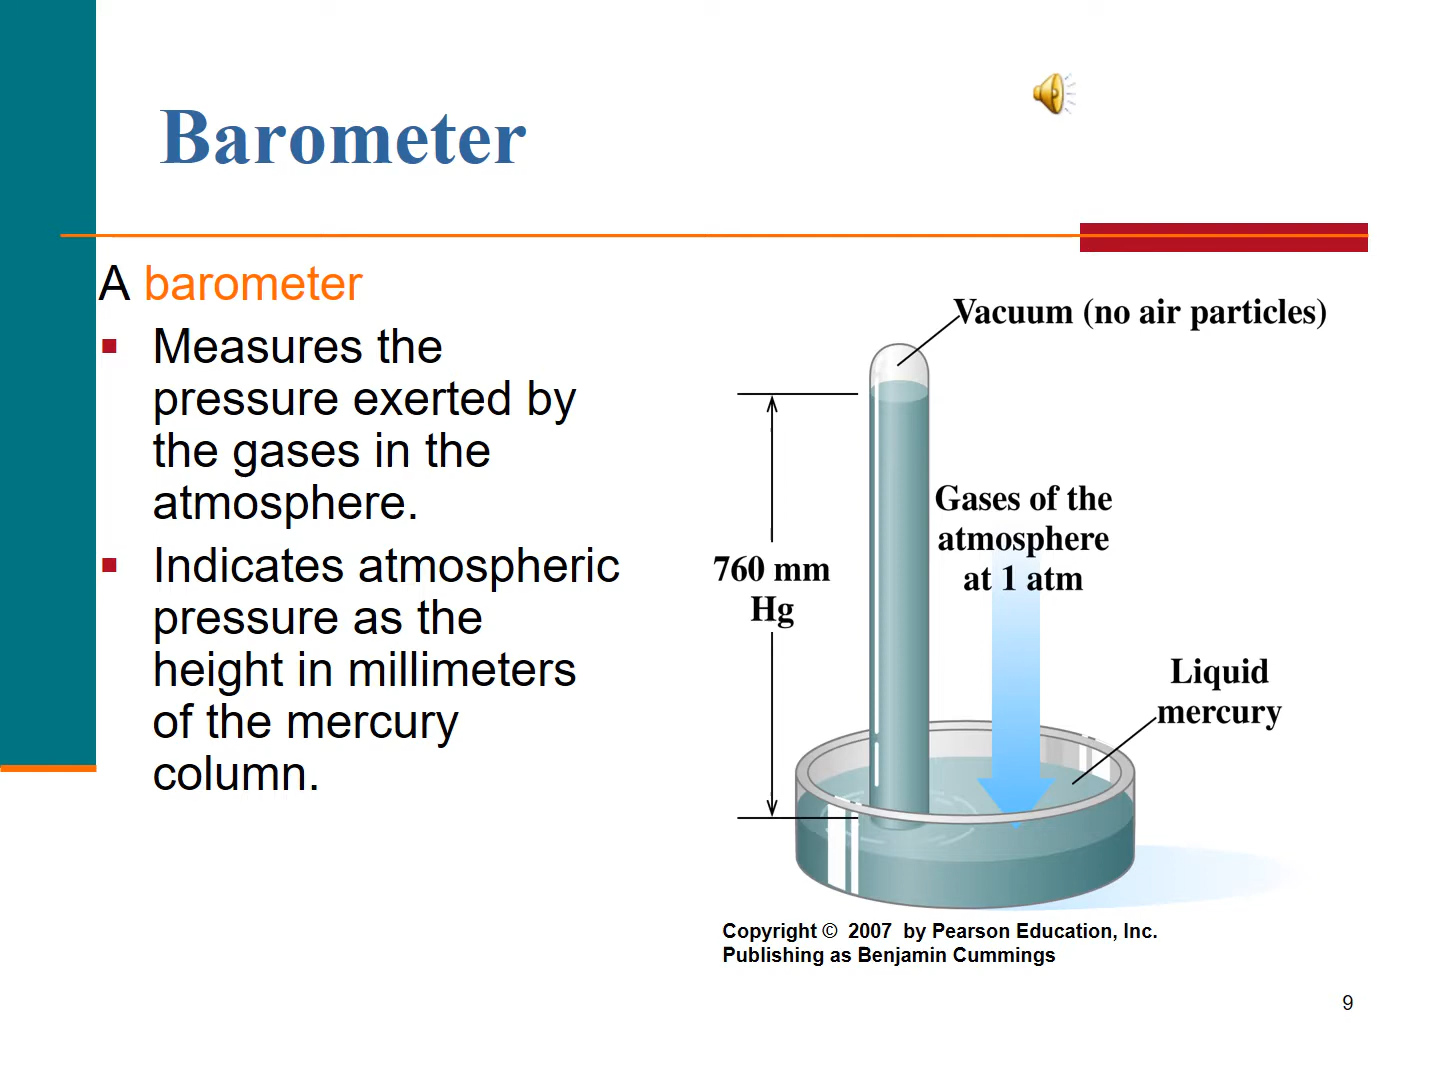 Barometer
A barometer
Measures the
pressure exerted by
the gases in the
atmosphere.
Indicates atmospheric
pressure as the
height in millimeters
of the mercury
column.
Vacuum (no air particles)
Gases of the
atmosphere
at 1 atm
760 mm
Hg
Liquid
mercury
Copyright © 2007 by Pearson Education, Inc.
Publishing as Benjamin Cummings
9